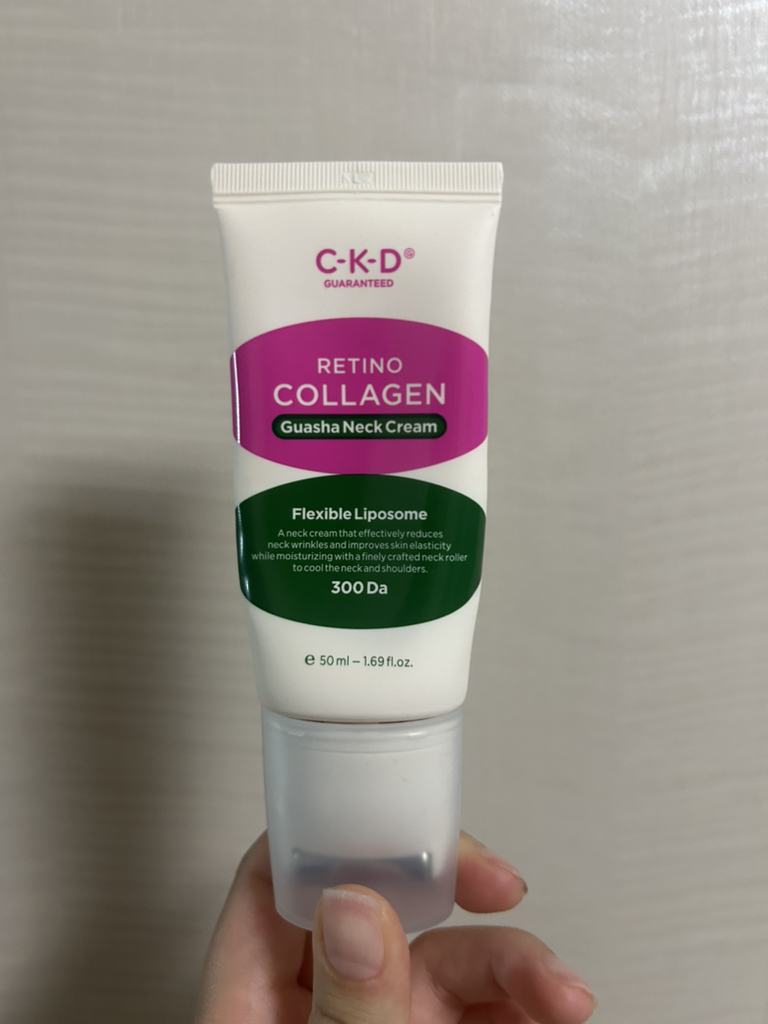 C-K-D®
GUARANTEED
RETINO
COLLAGEN
Guasha Neck Cream
Flexible Liposome
A neck cream that effectively reduces
neck wrinkles and improves skin elasticity
while moisturizing with a finely crafted neck roller
to cool the neck and shoulders.
300 Da
℮ 50 ml – 1.69 fl.oz.